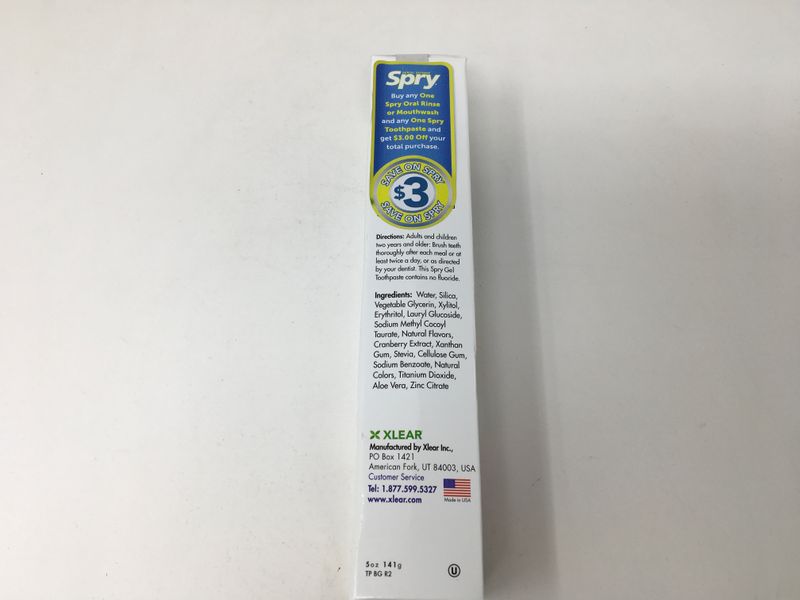 Spry
Buy any One
Spry Oral Rinse
or Mouthwash
and any One Spry
Toothpaste and
get $3.00 Off your
total purchase.
SAVE ON SPRY
$3
SAVE ON SPRY
Directions: Adults and children
two years and older: Brush teeth
thoroughly after each meal or at
least twice a day, or as directed
by your dentist. This Spry Gel
Toothpaste contains no fluoride.
Ingredients: Water, Silica,
Vegetable Glycerin, Xylitol,
Erythritol, Lauryl Glucoside,
Sodium Methyl Cocoyl
Taurate, Natural Flavors,
Cranberry Extract, Xanthan
Gum, Stevia, Cellulose Gum,
Sodium Benzoate, Natural
Colors, Titanium Dioxide,
Aloe Vera, Zinc Citrate
XLEAR
Manufactured by Xlear Inc.,
PO Box 1421
American Fork, UT 84003, USA
Customer Service
Tel: 1.877.599.5327
www.xlear.com
Made in USA
5oz 141g
TP BG R2
U